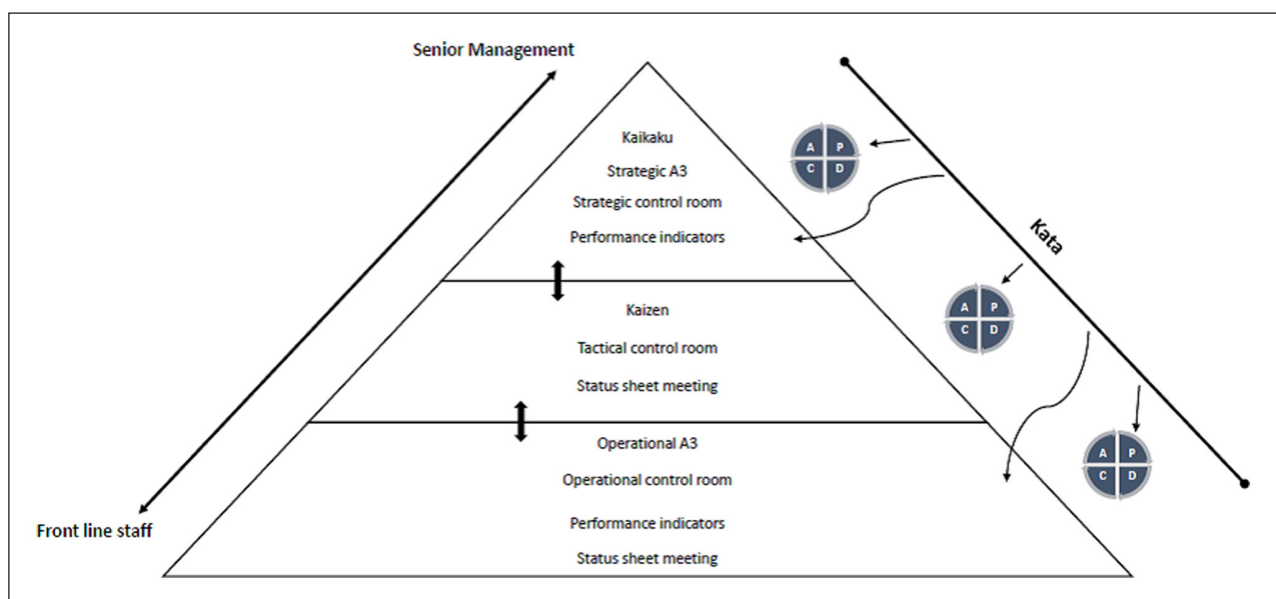 Senior Management
Kaikaku
Strategic A3
Strategic control room
Performance indicators
A P
C D
Kata
Kaizen
Tactical control room
Status sheet meeting
A P
C D
Operational A3
Operational control room
Performance indicators
Status sheet meeting
A P
C D
Front line staff